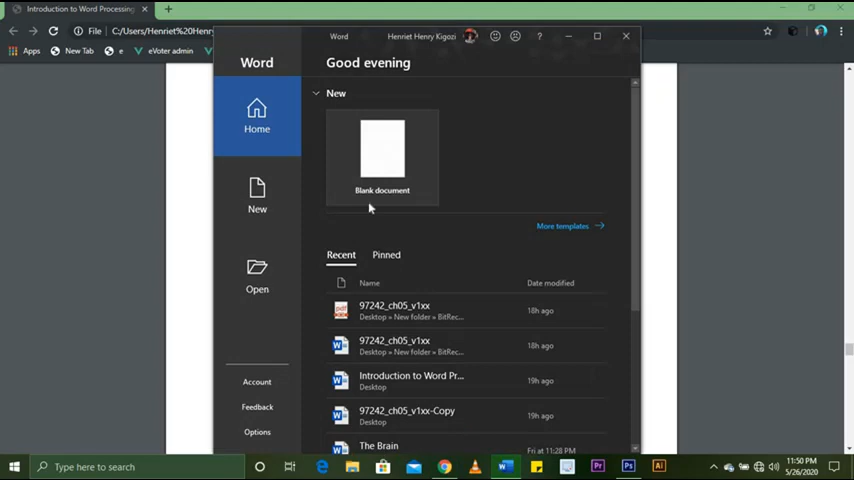 Introduction to Word Processing
File C:/Users/Henriet%20Henry
Apps New Tab e eVoter admin
Word Henriet Henry Kigozi ?
Word
Good evening
New
Home
Blank document
New
More templates
Recent Pinned
Name Date modified
Open
97242_ch05_v1xx
Desktop » New folder » BitRec...
18h ago
97242_ch05_v1xx
Desktop » New folder » BitRec...
18h ago
Introduction to Word Pr...
Desktop
19h ago
97242_ch05_v1xx-Copy
Desktop
19h ago
The Brain
Fri at 11:28 PM
Account
Feedback
Options
Type here to search
Pr Ps Ai
11:50 PM
5/26/2020